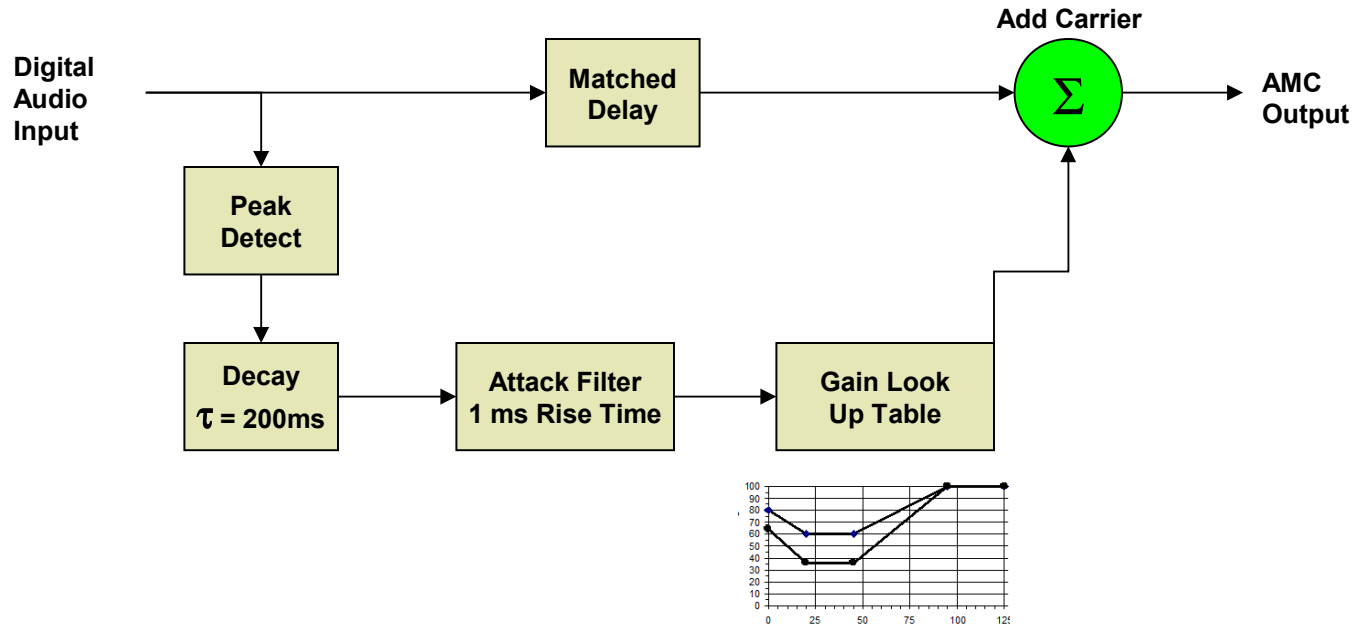 Add Carrier
Digital
Audio
Input
Matched
Delay
Σ
AMC
Output
Peak
Detect
Decay
τ = 200ms
Attack Filter
1 ms Rise Time
Gain Look
Up Table
100
90
80
70
60
50
40
30
20
10
0
0 25 50 75 100 125